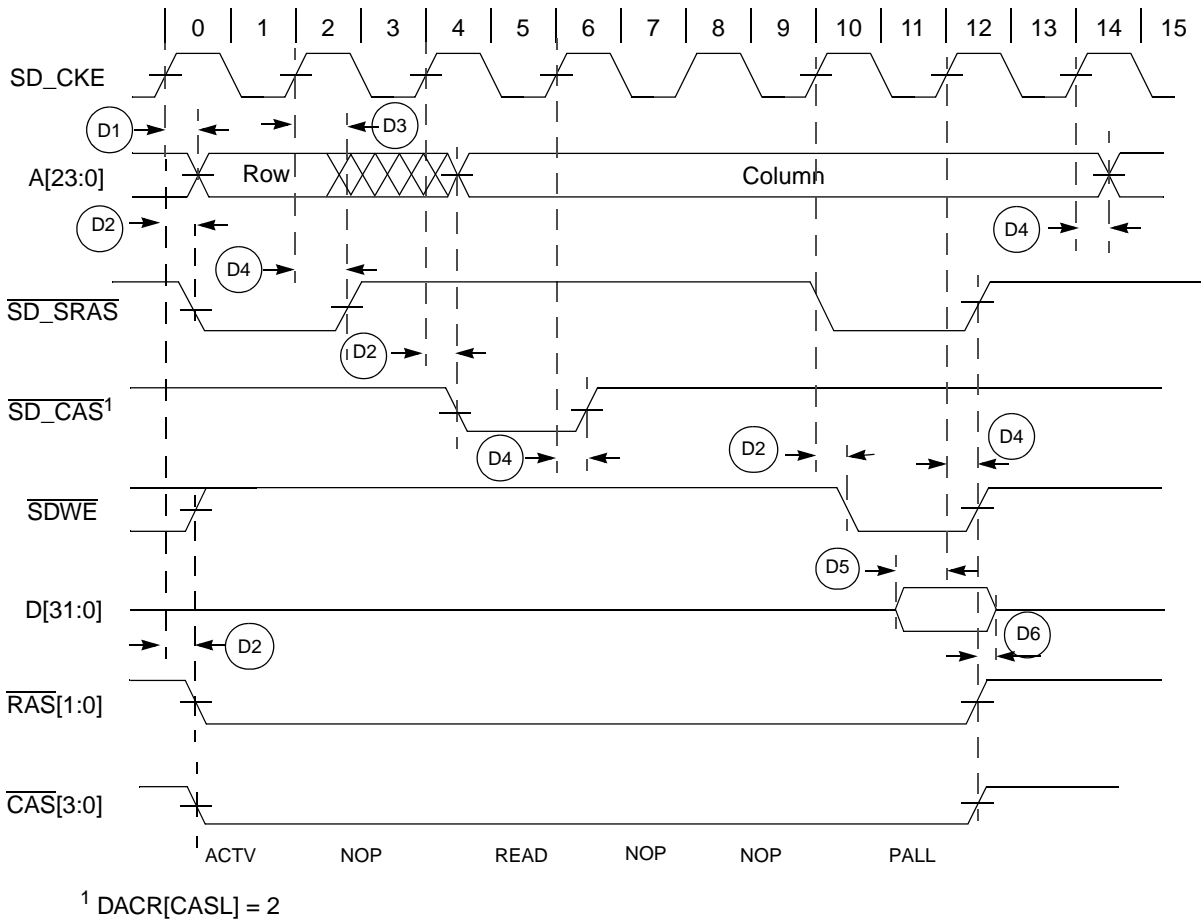 0 1 2 3 4 5 6 7 8 9 10 11 12 13 14 15
SD_CKE
D1
D3
A[23:0]
Row
Column
D2
D4
D4
SD_SRAS
D2
SD_CAS1
D4
D2
D4
SDWE
D5
D[31:0]
D2
D6
RAS[1:0]
CAS[3:0]
ACTV NOP READ NOP NOP PALL
1 DACR[CASL] = 2